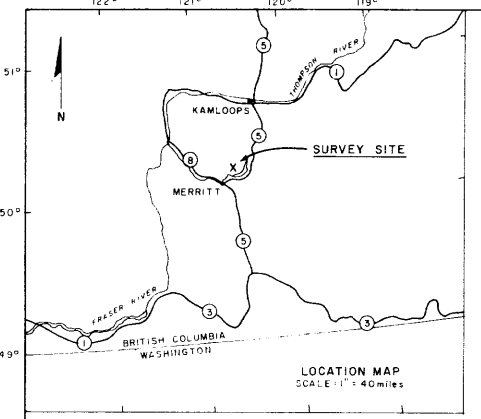 122° 121° 120° 119°
5
51°
THOMPSON RIVER
1
N
KAMLOOPS
5
SURVEY SITE
8
X
MERRITT
50°
5
FRASER RIVER
3
3
1
BRITISH COLUMBIA
WASHINGTON
49°
LOCATION MAP
SCALE: 1" = 40 miles